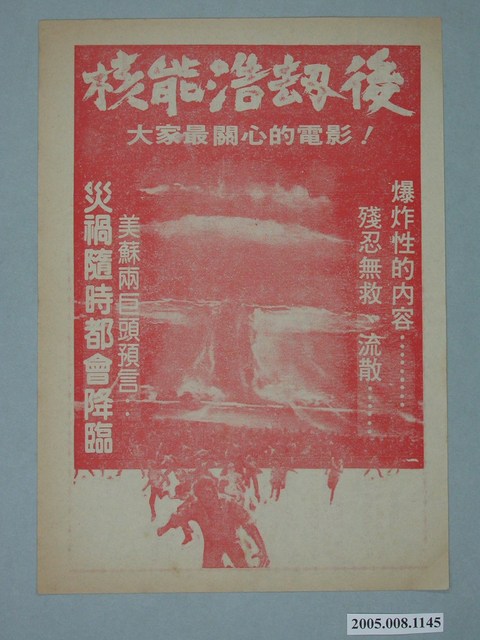 核能浩劫後
大家最關心的電影！
爆炸性的內容………
殘忍無救、流散………
美蘇兩巨頭預言：
災禍隨時都會降臨
2005.008.1145